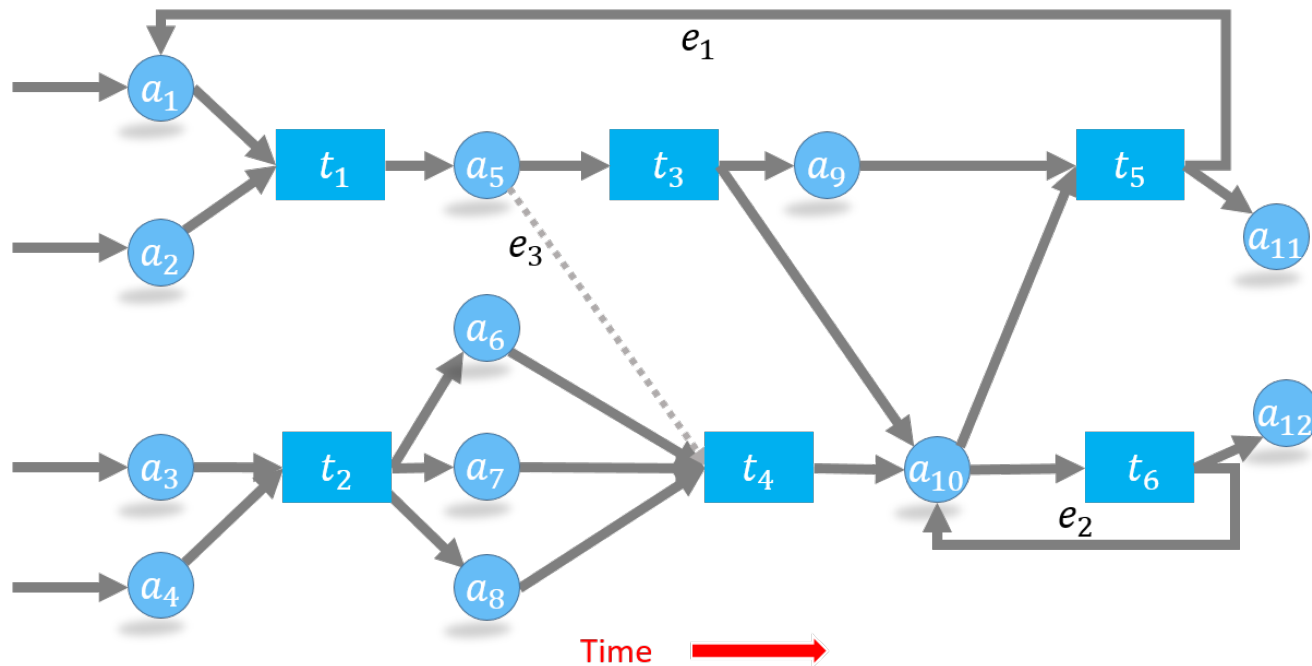 e₁
a₁
t₁
a₅
t₃
a₉
t₅
a₂
e₃
a₁₁
a₆
a₁₂
a₃
t₂
a₇
t₄
a₁₀
t₆
e₂
a₄
a₈
Time